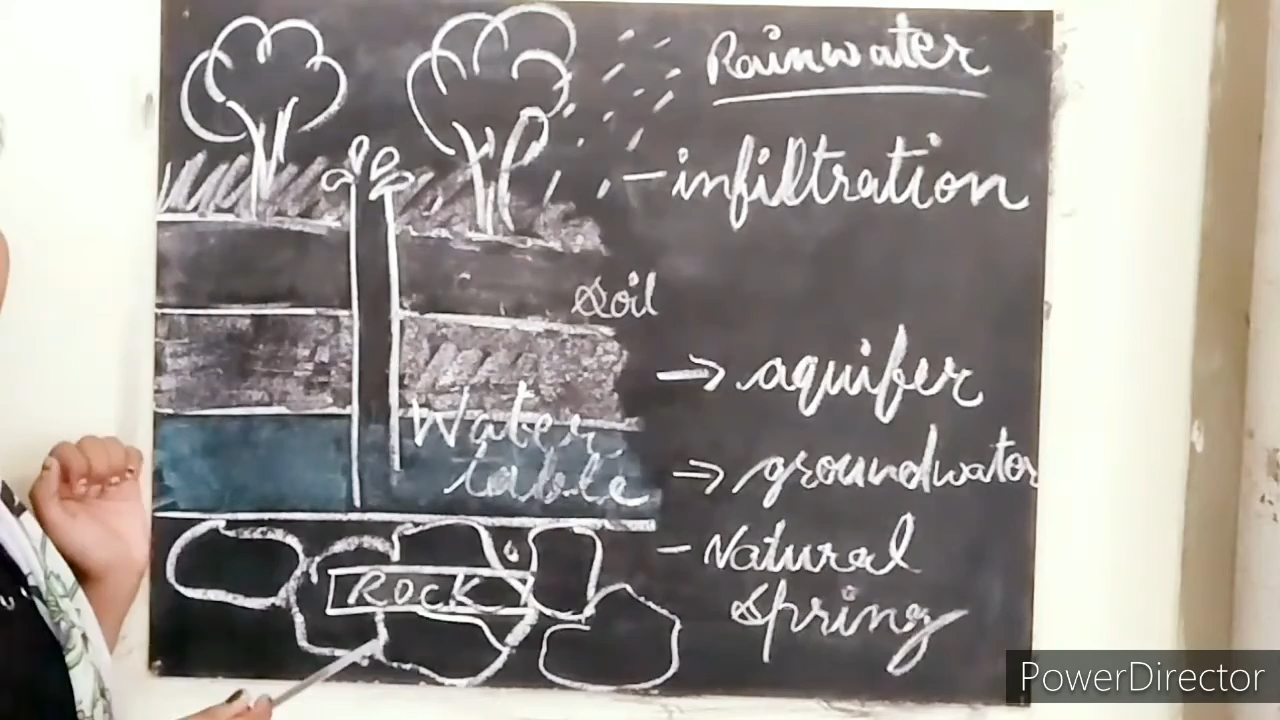 Rainwater
- infiltration
Soil
→ aquifer
Water
table
→ groundwater
- Natural
Spring
ROCK
PowerDirector